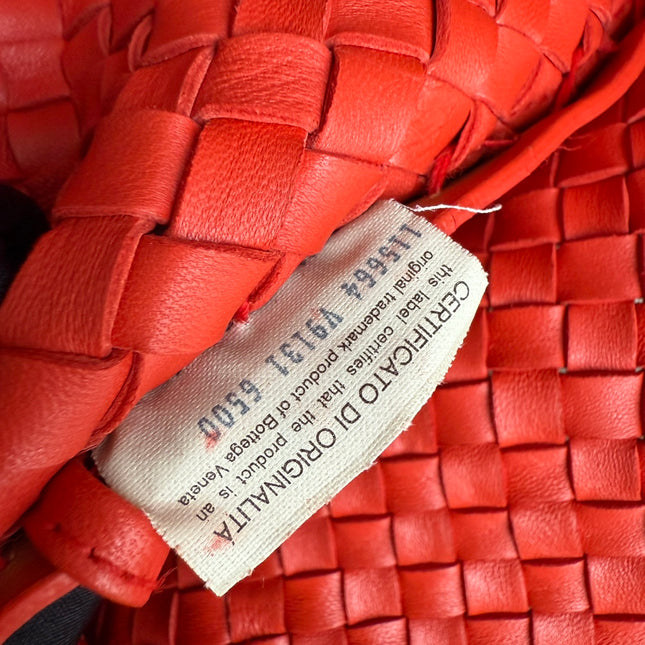 CERTIFICATO DI ORIGINALITÁ
this label certifies that the product is an
original trademark product of Bottega Veneta
115664 V9131 6500